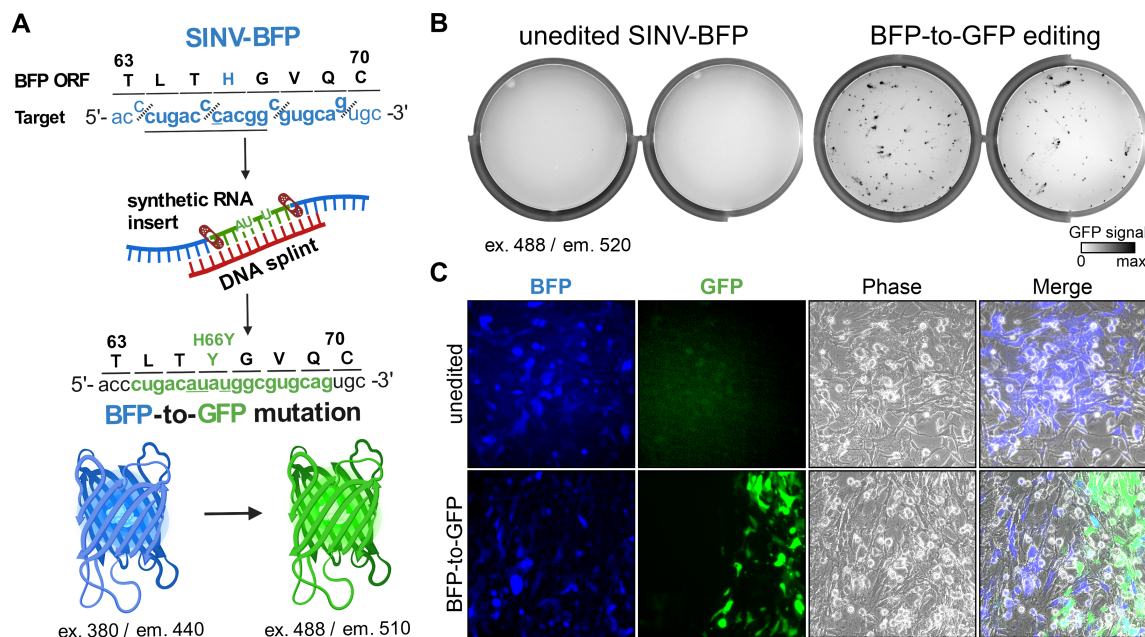 A
SINV-BFP
63 70
BFP ORF T L T H G V Q C
Target 5'- ac c cugac c cacgg c gugca g ugc -3'
synthetic RNA
insert
AU U
DNA splint
63 H66Y 70
T L T Y G V Q C
5'- acccugacauauggcgugcagugc -3'
BFP-to-GFP mutation
ex. 380 / em. 440 ex. 488 / em. 510
B
unedited SINV-BFP BFP-to-GFP editing
ex. 488 / em. 520
GFP signal
0 max
C
BFP GFP Phase Merge
unedited
BFP-to-GFP